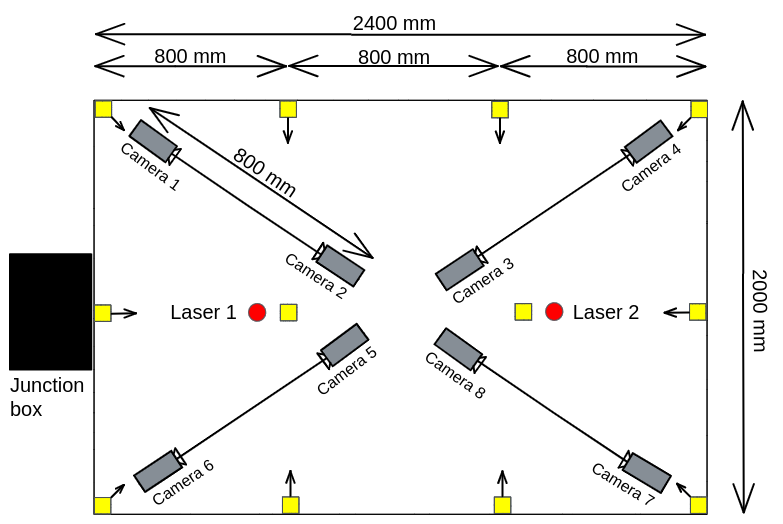 2400 mm
800 mm
800 mm
800 mm
Camera 1
800 mm
Camera 4
Camera 2
Camera 3
Laser 1
Laser 2
2000 mm
Camera 5
Camera 8
Junction
box
Camera 6
Camera 7